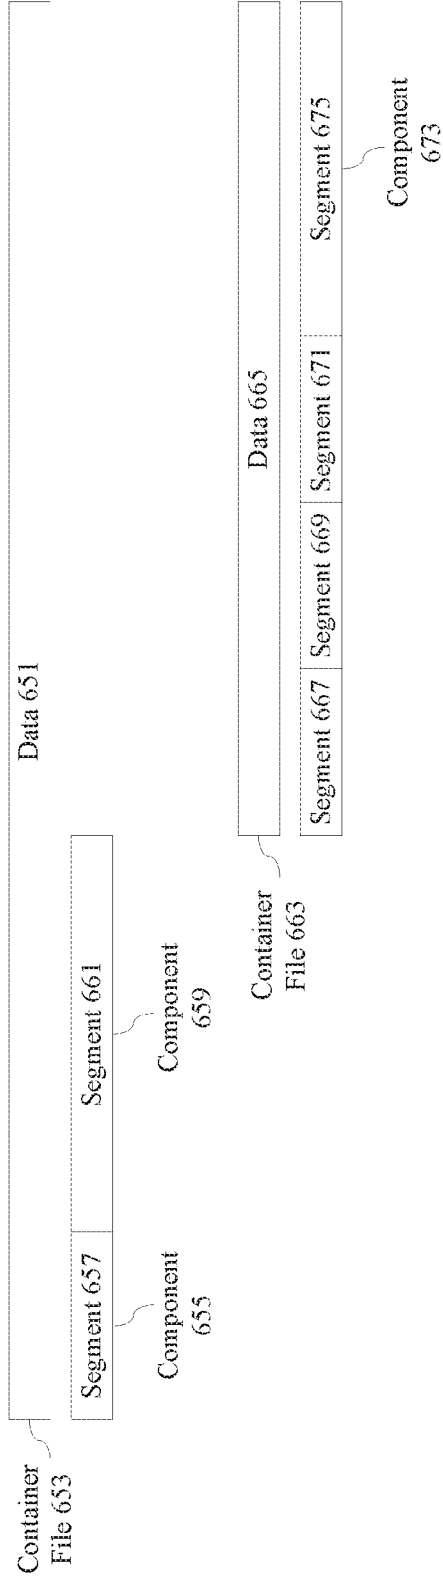 Container
File 653
Data 651
Segment 657
Segment 661
Component
655
Component
659
Container
File 663
Data 665
Segment 667
Segment 669
Segment 671
Segment 675
Component
673